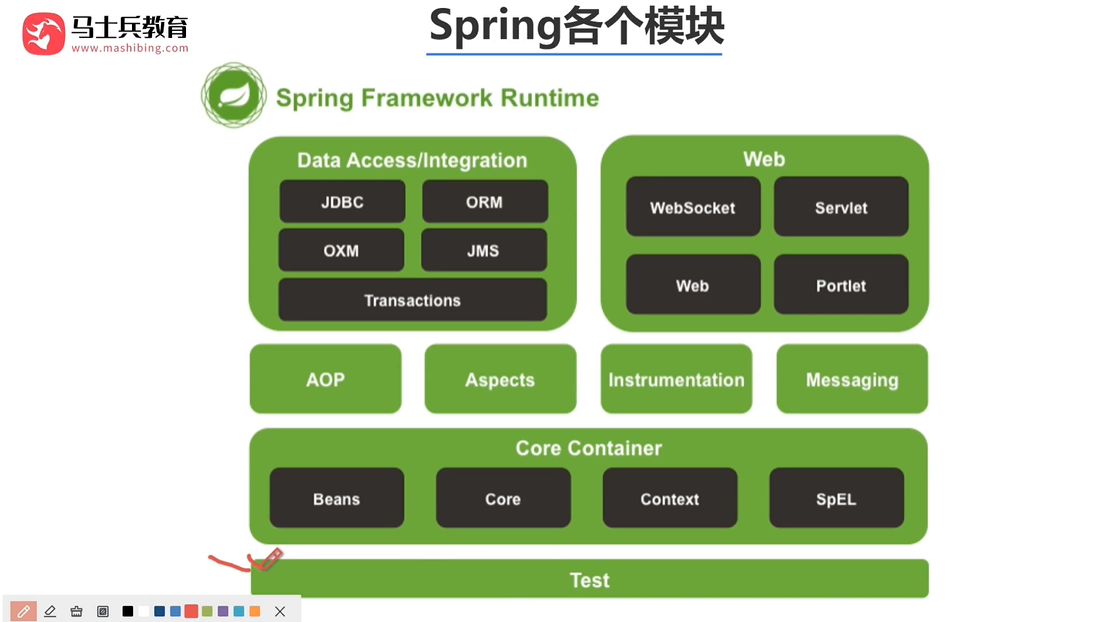 马士兵教育
www.mashibing.com
Spring各个模块
Spring Framework Runtime
Data Access/Integration
JDBC
ORM
OXM
JMS
Transactions
Web
WebSocket
Servlet
Web
Portlet
AOP
Aspects
Instrumentation
Messaging
Core Container
Beans
Core
Context
SpEL
Test